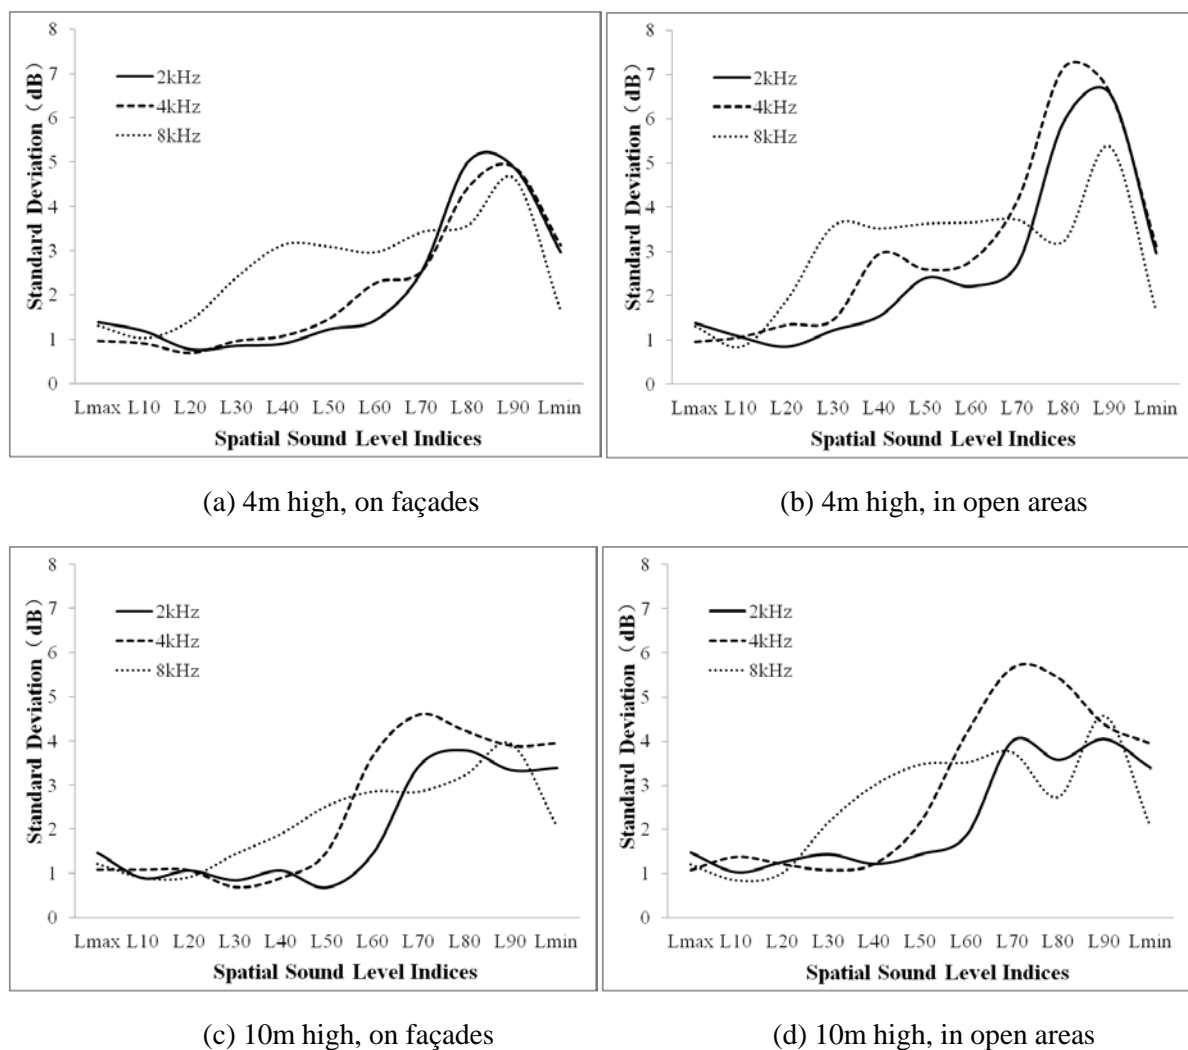 8
7
6
5
4
3
2
1
0
Standard Deviation（dB）
2kHz
4kHz
8kHz
Lmax L10 L20 L30 L40 L50 L60 L70 L80 L90 Lmin
Spatial Sound Level Indices
(a) 4m high, on façades
8
7
6
5
4
3
2
1
0
Standard Deviation（dB）
2kHz
4kHz
8kHz
Lmax L10 L20 L30 L40 L50 L60 L70 L80 L90 Lmin
Spatial Sound Level Indices
(b) 4m high, in open areas
8
7
6
5
4
3
2
1
0
Standard Deviation（dB）
2kHz
4kHz
8kHz
Lmax L10 L20 L30 L40 L50 L60 L70 L80 L90 Lmin
Spatial Sound Level Indices
(c) 10m high, on façades
8
7
6
5
4
3
2
1
0
Standard Deviation（dB）
2kHz
4kHz
8kHz
Lmax L10 L20 L30 L40 L50 L60 L70 L80 L90 Lmin
Spatial Sound Level Indices
(d) 10m high, in open areas